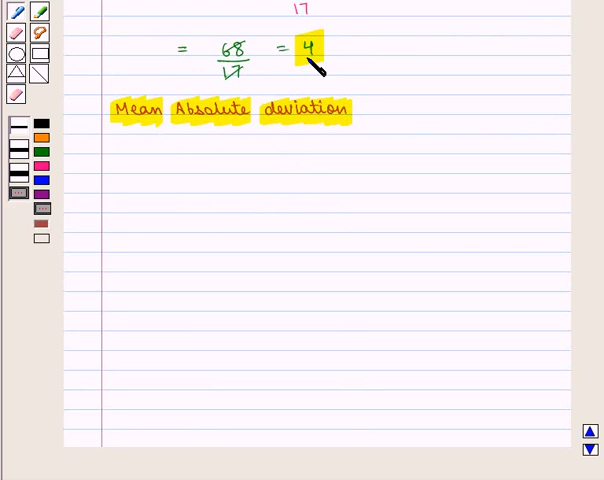 17
= 68/17 = 4
Mean Absolute deviation